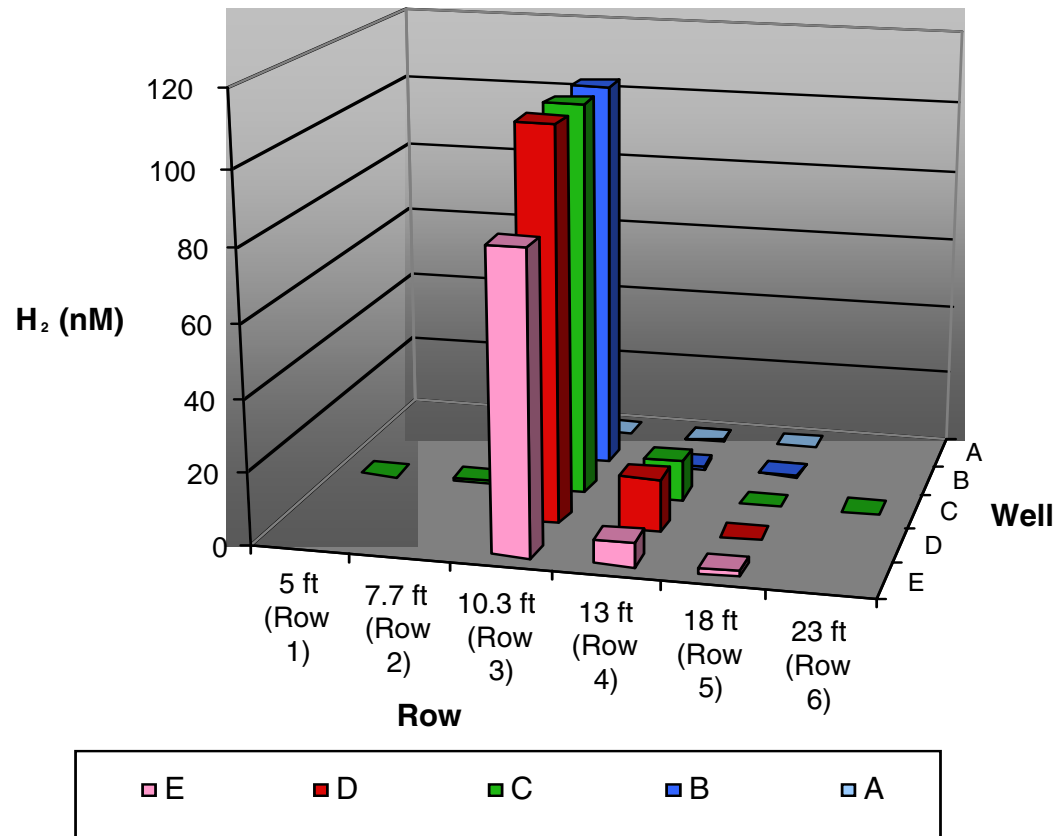 120
100
80
60
40
20
0
H₂ (nM)
A
B
C
D
E
Well
5 ft
(Row
1)
7.7 ft
(Row
2)
10.3 ft
(Row
3)
13 ft
(Row
4)
18 ft
(Row
5)
23 ft
(Row
6)
Row
E D C B A